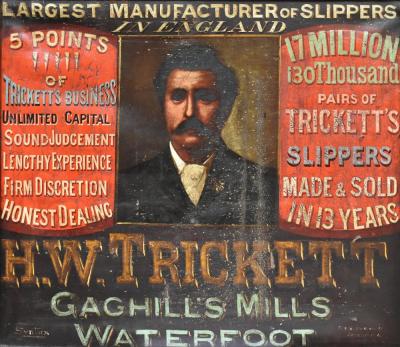 LARGEST MANUFACTURER OF SLIPPERS
IN ENGLAND
5 POINTS
OF
TRICKETT'S BUSINESS
UNLIMITED CAPITAL
SOUND JUDGEMENT
LENGTHY EXPERIENCE
FIRM DISCRETION
HONEST DEALING
17 MILLION
130 Thousand
PAIRS OF
TRICKETT'S
SLIPPERS
MADE & SOLD
IN 13 YEARS
H.W. TRICKETT
GAGHILL'S MILLS
WATERFOOT
Syntax